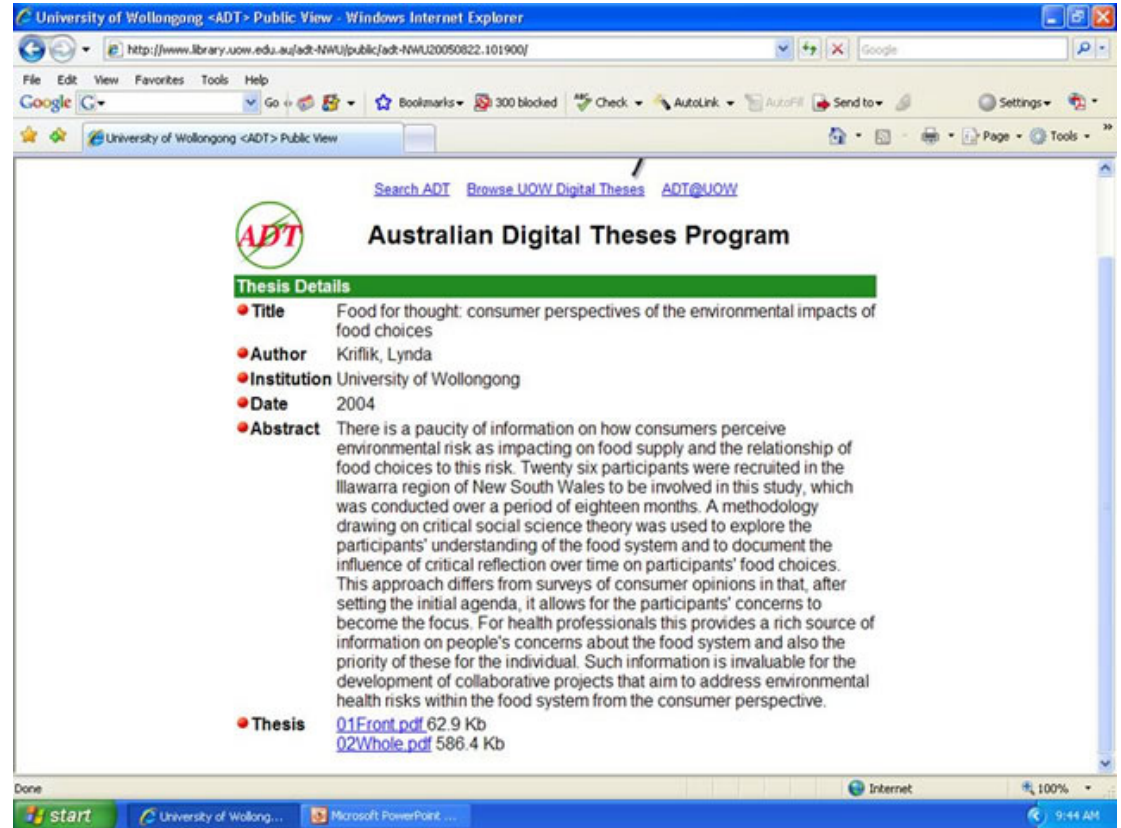 University of Wollongong <ADT> Public View - Windows Internet Explorer
http://www.library.uow.edu.au/adt-NWU/public/adt-NWU20050822.101900/
Google
File Edit View Favorites Tools Help
Google G Go Bookmarks 300 blocked Check AutoLink AutoFill Send to Settings
University of Wollongong <ADT> Public View Page Tools
Search ADT Browse UOW Digital Theses ADT@UOW
ADT Australian Digital Theses Program
Thesis Details
Title Food for thought: consumer perspectives of the environmental impacts of
food choices
Author Kriflik, Lynda
Institution University of Wollongong
Date 2004
Abstract There is a paucity of information on how consumers perceive
environmental risk as impacting on food supply and the relationship of
food choices to this risk. Twenty six participants were recruited in the
Illawarra region of New South Wales to be involved in this study, which
was conducted over a period of eighteen months. A methodology
drawing on critical social science theory was used to explore the
participants' understanding of the food system and to document the
influence of critical reflection over time on participants' food choices.
This approach differs from surveys of consumer opinions in that, after
setting the initial agenda, it allows for the participants' concerns to
become the focus. For health professionals this provides a rich source of
information on people's concerns about the food system and also the
priority of these for the individual. Such information is invaluable for the
development of collaborative projects that aim to address environmental
health risks within the food system from the consumer perspective.
Thesis 01Front.pdf 62.9 Kb
02Whole.pdf 586.4 Kb
Done Internet 100%
start University of Wollong... Microsoft PowerPoint ... 9:44 AM